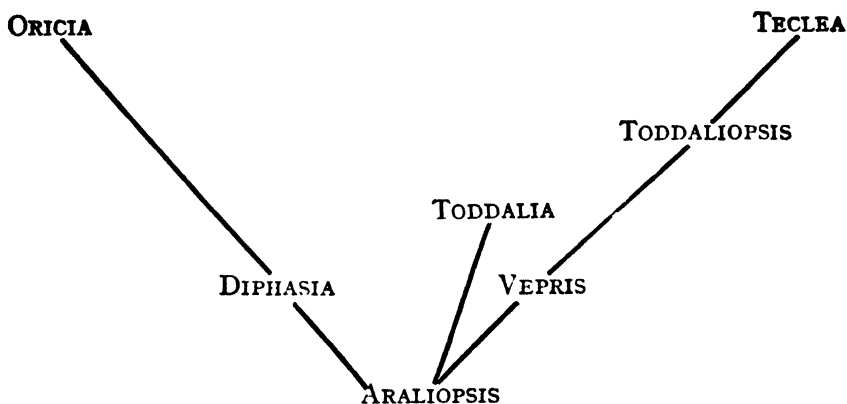 ORICIA
TECLEA
TODDALIOPSIS
TODDALIA
DIPHASIA
VEPRIS
ARALIOPSIS